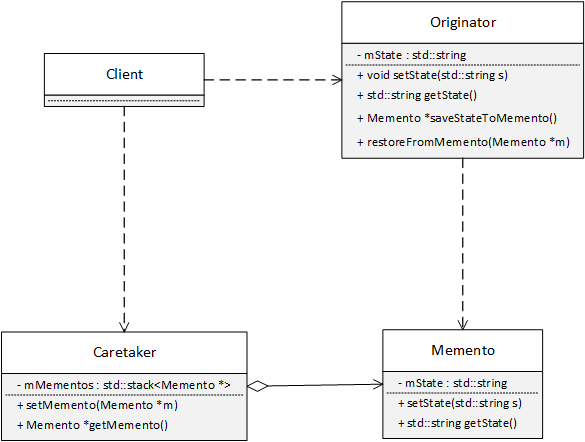 Originator
- mState : std::string
+ void setState(std::string s)
+ std::string getState()
+ Memento *saveStateToMemento()
+ restoreFromMemento(Memento *m)
Client
Caretaker
- mMementos : std::stack<Memento *>
+ setMemento(Memento *m)
+ Memento *getMemento()
Memento
- mState : std::string
+ setState(std::string s)
+ std::string getState()